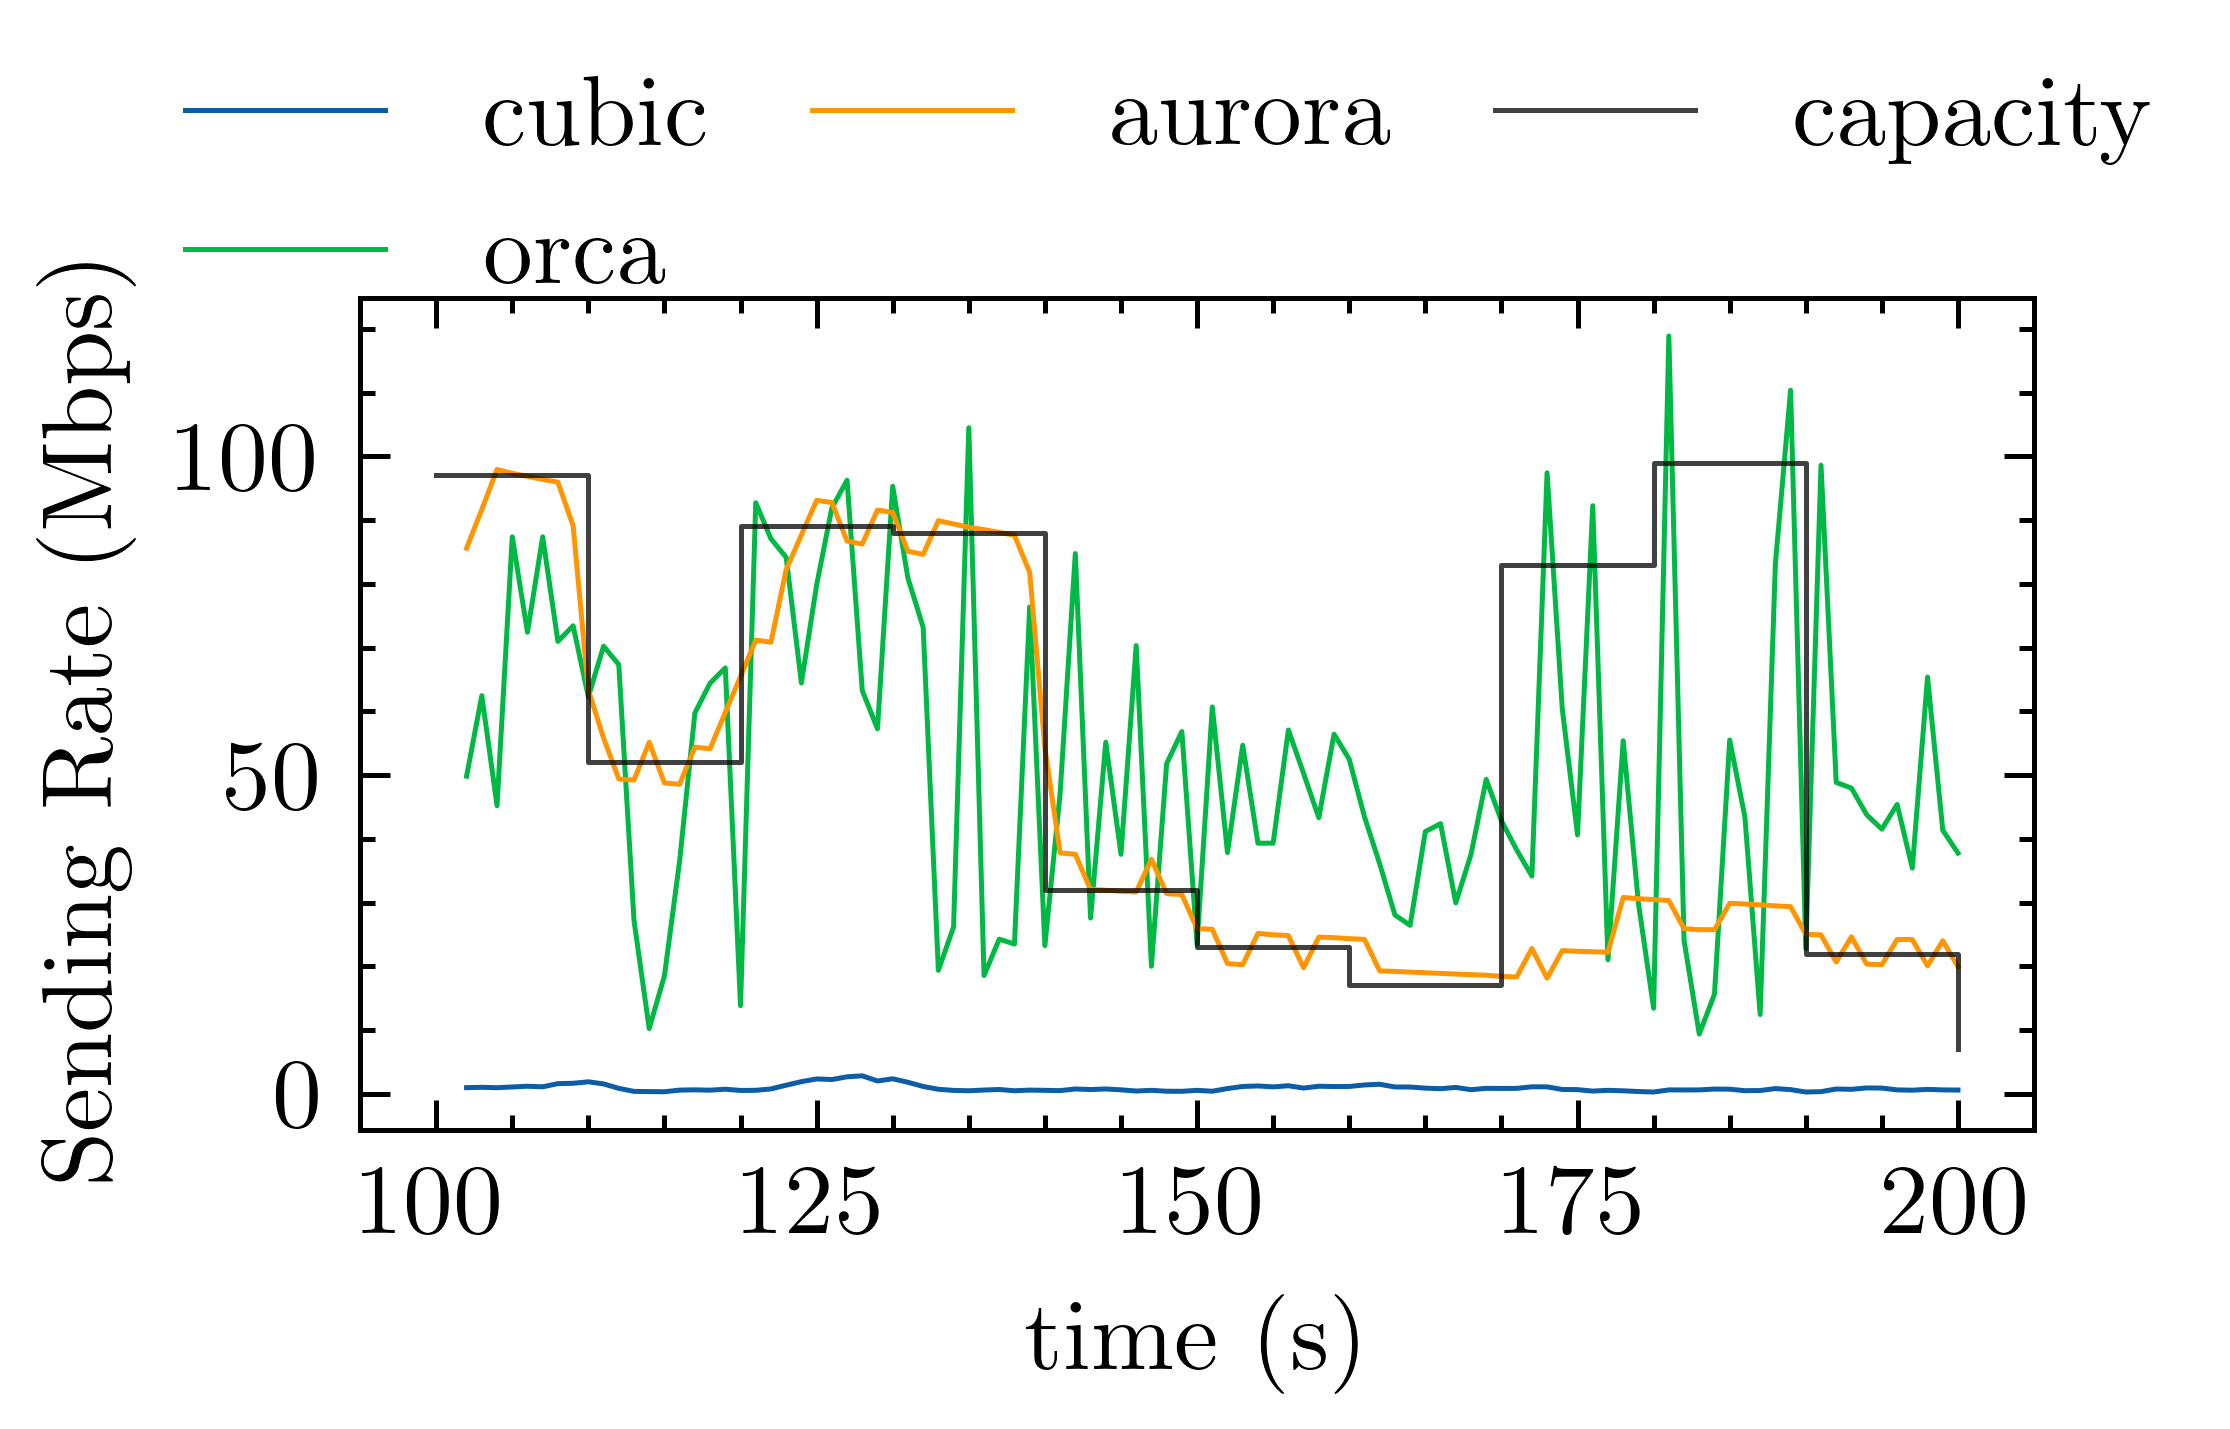 cubic aurora capacity
orca
Sending Rate (Mbps)
100
50
0
100 125 150 175 200
time (s)